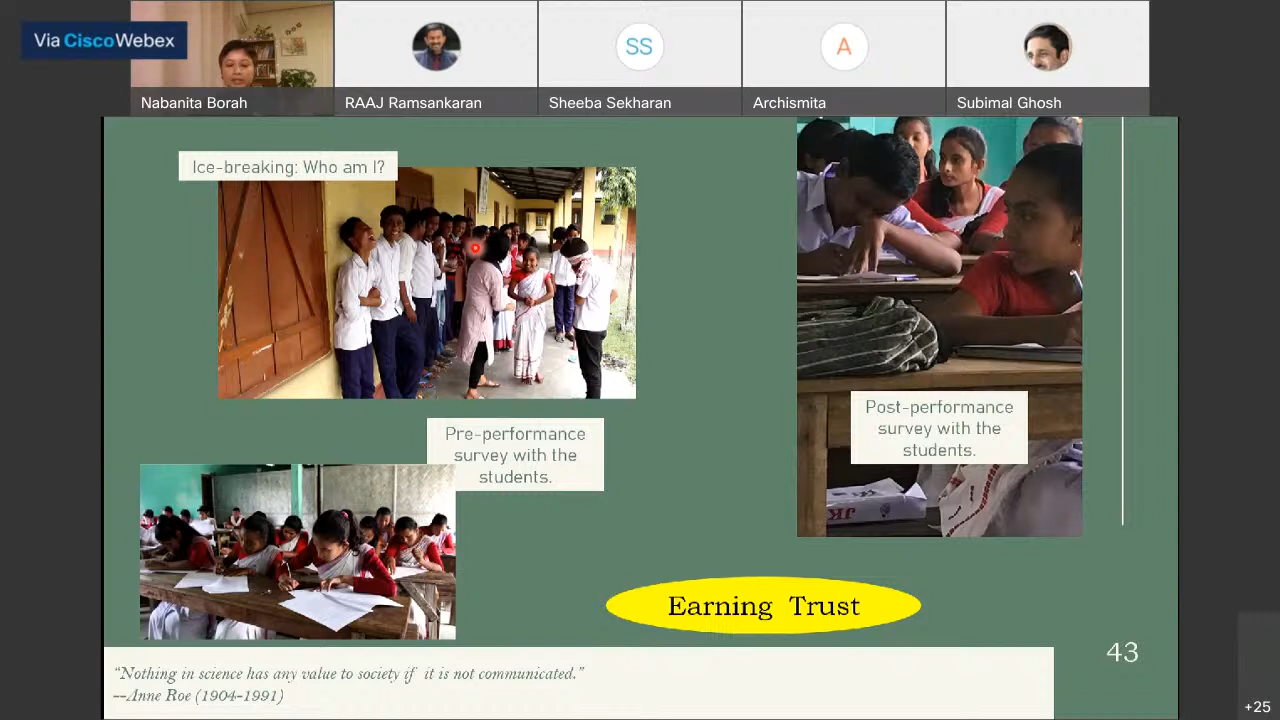 Via CiscoWebex
Nabanita Borah
RAAJ Ramsankaran
SS
Sheeba Sekharan
A
Archismita
Subimal Ghosh
Ice-breaking: Who am I?
Pre-performance
survey with the
students.
Post-performance
survey with the
students.
JK
Earning Trust
43
“Nothing in science has any value to society if it is not communicated.”
--Anne Roe (1904-1991)
+25